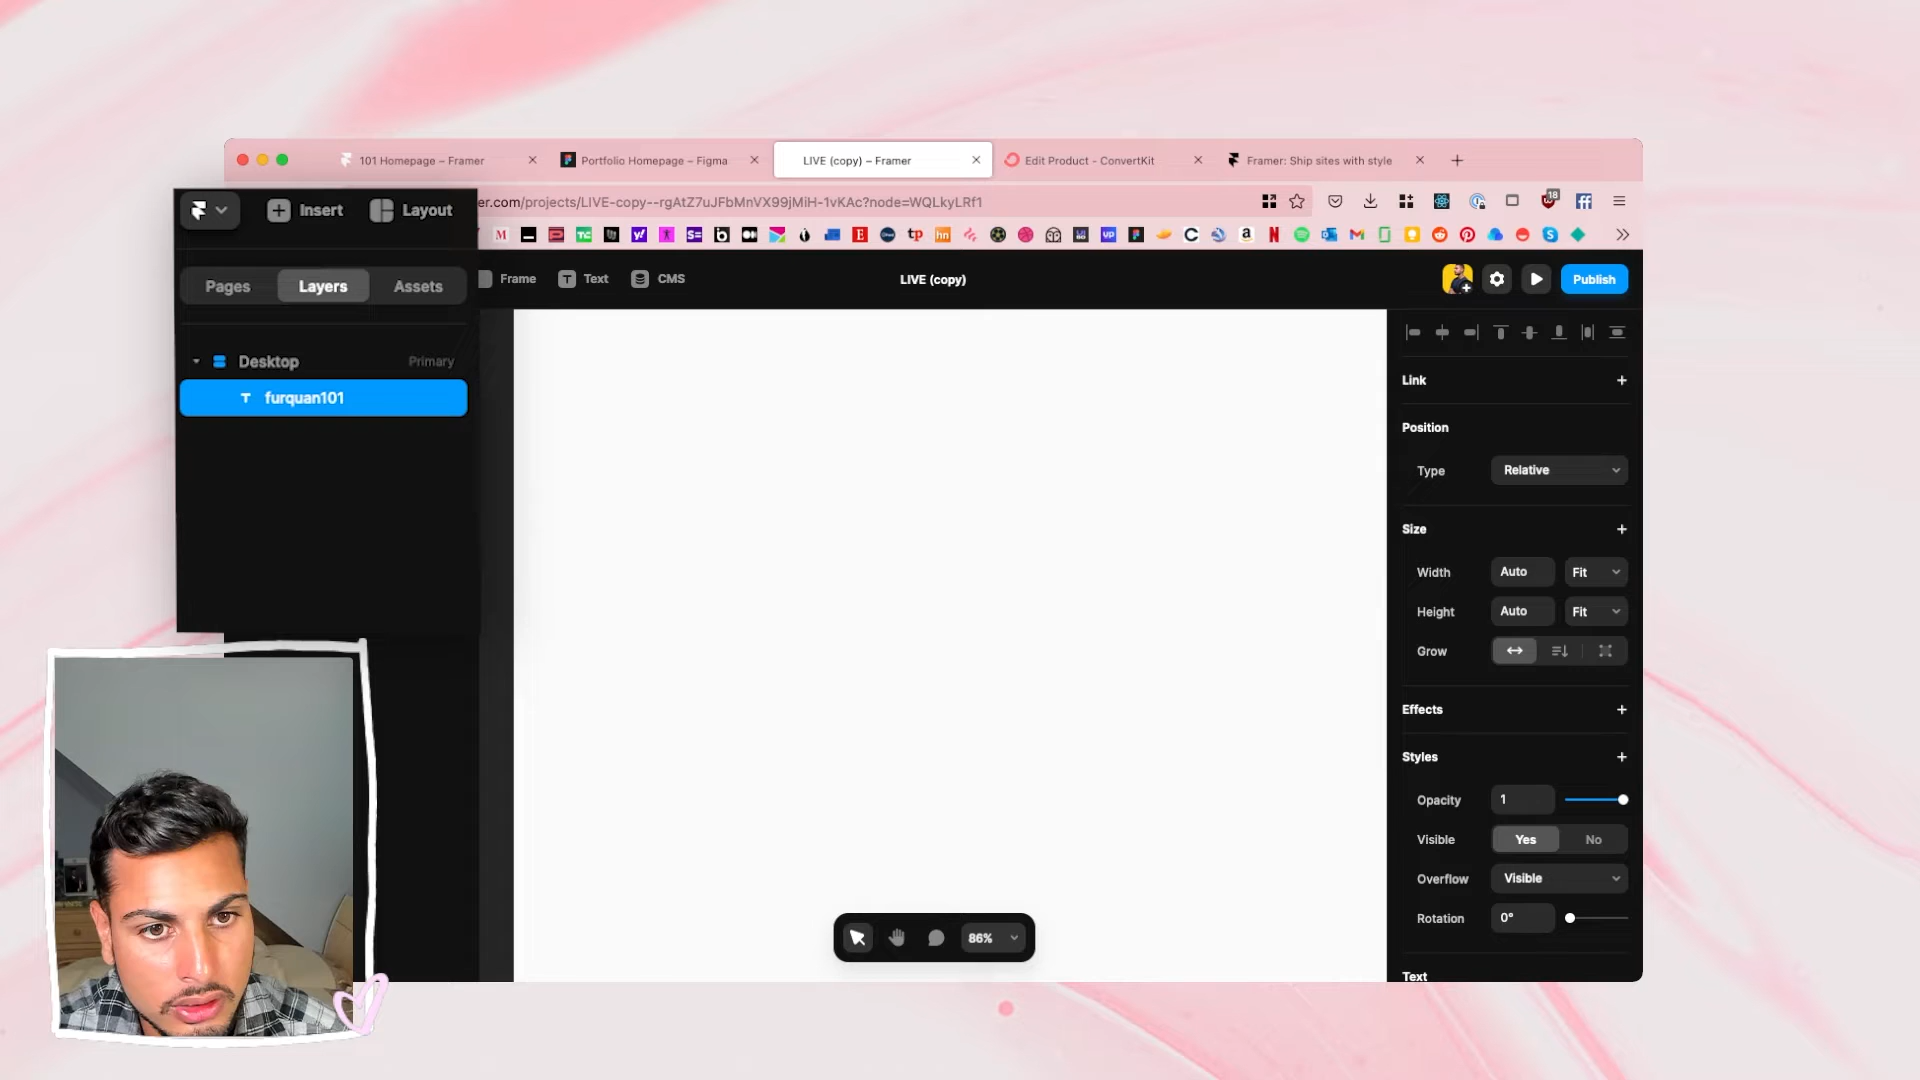 101 Homepage – Framer
Portfolio Homepage – Figma
LIVE (copy) – Framer
Edit Product - ConvertKit
Framer: Ship sites with style
er.com/projects/LIVE-copy--rgAtZ7uJFbMnVX99jMiH-1vKAc?node=WQLkyLRf1
18
Insert
Layout
Frame
Text
CMS
LIVE (copy)
Publish
Pages
Layers
Assets
Desktop
Primary
furquan101
Link
Position
Type
Relative
Size
Width
Auto
Fit
Height
Auto
Fit
Grow
Effects
Styles
Opacity
1
Visible
Yes
No
Overflow
Visible
Rotation
0°
Text
86%